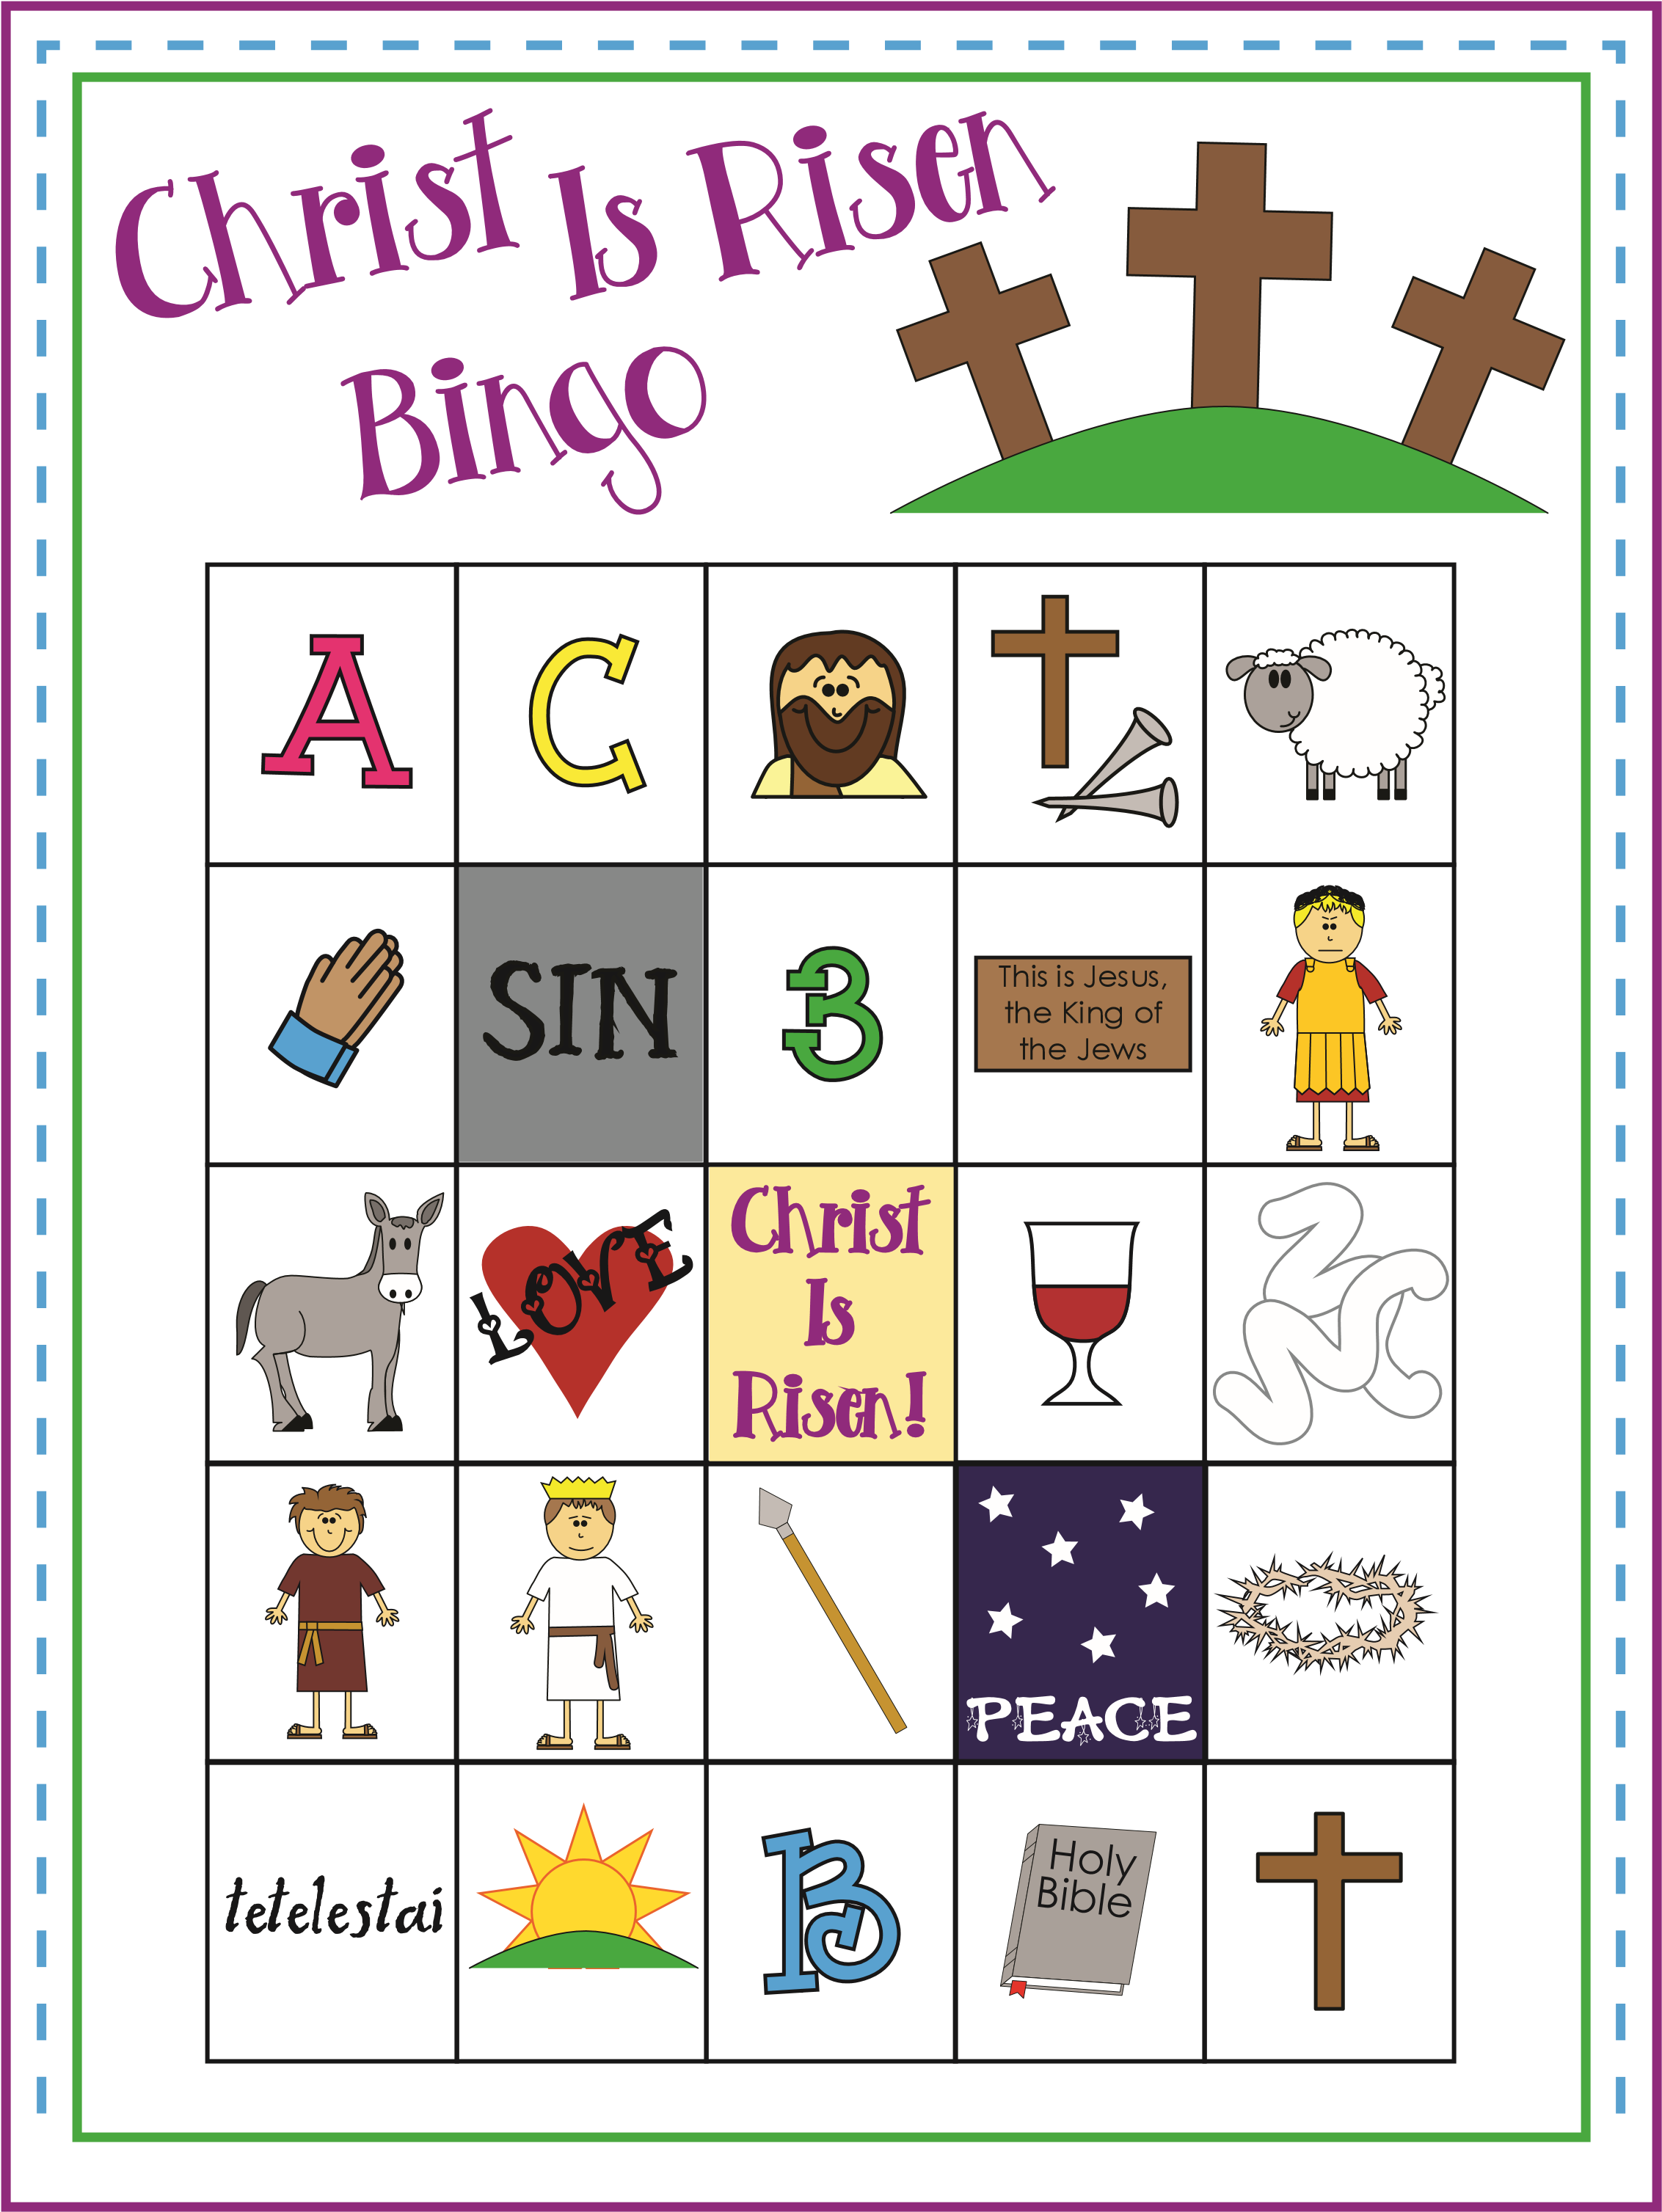 Christ Is Risen
Bingo
A
C
SIN
3
This is Jesus,
the King of
the Jews
LOVE
Christ
Is
Risen!
PEACE
tetelestai
B
Holy
Bible